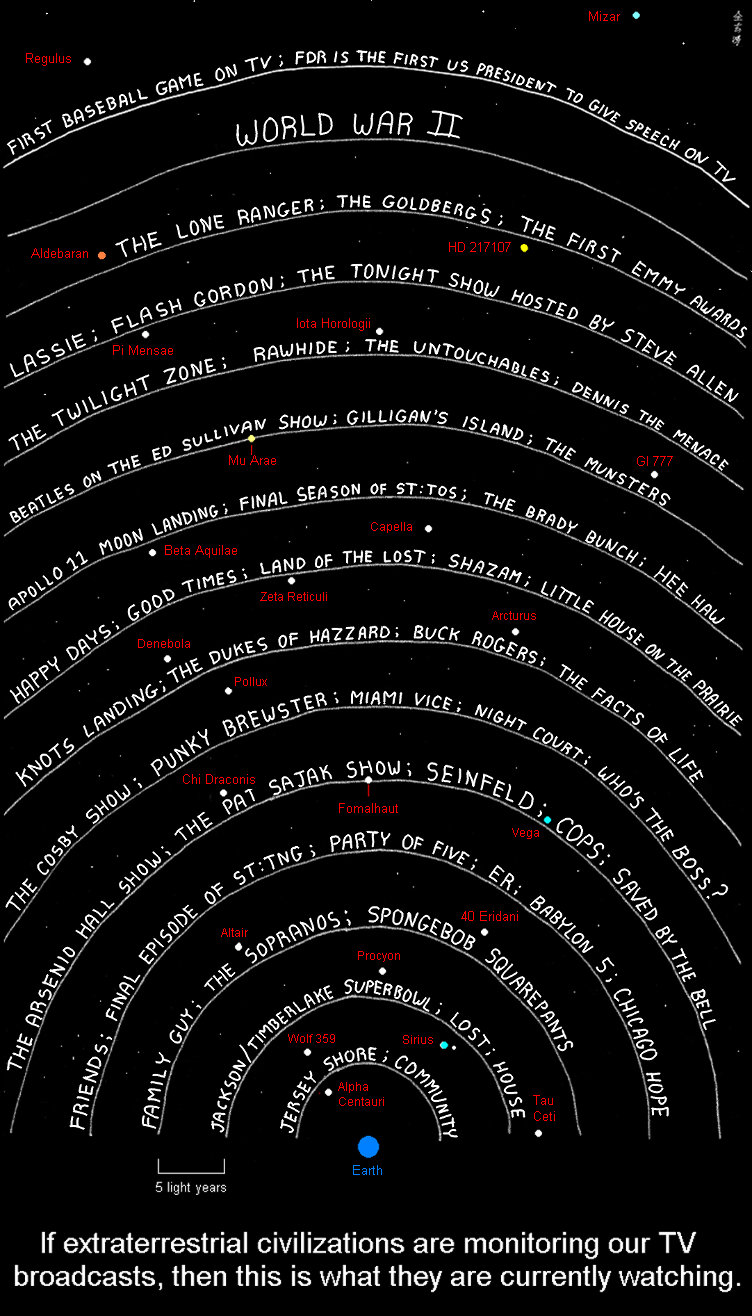 Mizar
Regulus
FIRST BASEBALL GAME ON TV; FDR IS THE FIRST US PRESIDENT TO GIVE SPEECH ON TV
WORLD WAR II
THE LONE RANGER; THE GOLDBERGS; THE FIRST EMMY AWARDS
Aldebaran
HD 217107
LASSIE; FLASH GORDON; THE TONIGHT SHOW HOSTED BY STEVE ALLEN
Iota Horologii
Pi Mensae
THE TWILIGHT ZONE; RAWHIDE; THE UNTOUCHABLES; DENNIS THE MENACE
BEATLES ON THE ED SULLIVAN SHOW; GILLIGAN'S ISLAND; THE MUNSTERS
Mu Arae
Gl 777
APOLLO 11 MOON LANDING; FINAL SEASON OF ST:TOS; THE BRADY BUNCH; HEE HAW
Capella
Beta Aquilae
HAPPY DAYS; GOOD TIMES; LAND OF THE LOST; SHAZAM; LITTLE HOUSE ON THE PRAIRIE
Zeta Reticuli
Arcturus
Denebola
KNOTS LANDING; THE DUKES OF HAZZARD; BUCK ROGERS; THE FACTS OF LIFE
Pollux
THE COSBY SHOW; PUNKY BREWSTER; MIAMI VICE; NIGHT COURT; WHO'S THE BOSS?
Chi Draconis
THE ARSENIO HALL SHOW; THE PAT SAJAK SHOW; SEINFELD; COPS; SAVED BY THE BELL
Fomalhaut
Vega
FRIENDS; FINAL EPISODE OF ST:TNG; PARTY OF FIVE; ER; BABYLON 5; CHICAGO HOPE
Altair
40 Eridani
FAMILY GUY; THE SOPRANOS; SPONGEBOB SQUAREPANTS
Procyon
JACKSON/TIMBERLAKE SUPERBOWL; LOST; HOUSE
Wolf 359
Sirius
JERSEY SHORE; COMMUNITY
Alpha
Centauri
Tau
Ceti
Earth
5 light years
If extraterrestrial civilizations are monitoring our TV
broadcasts, then this is what they are currently watching.